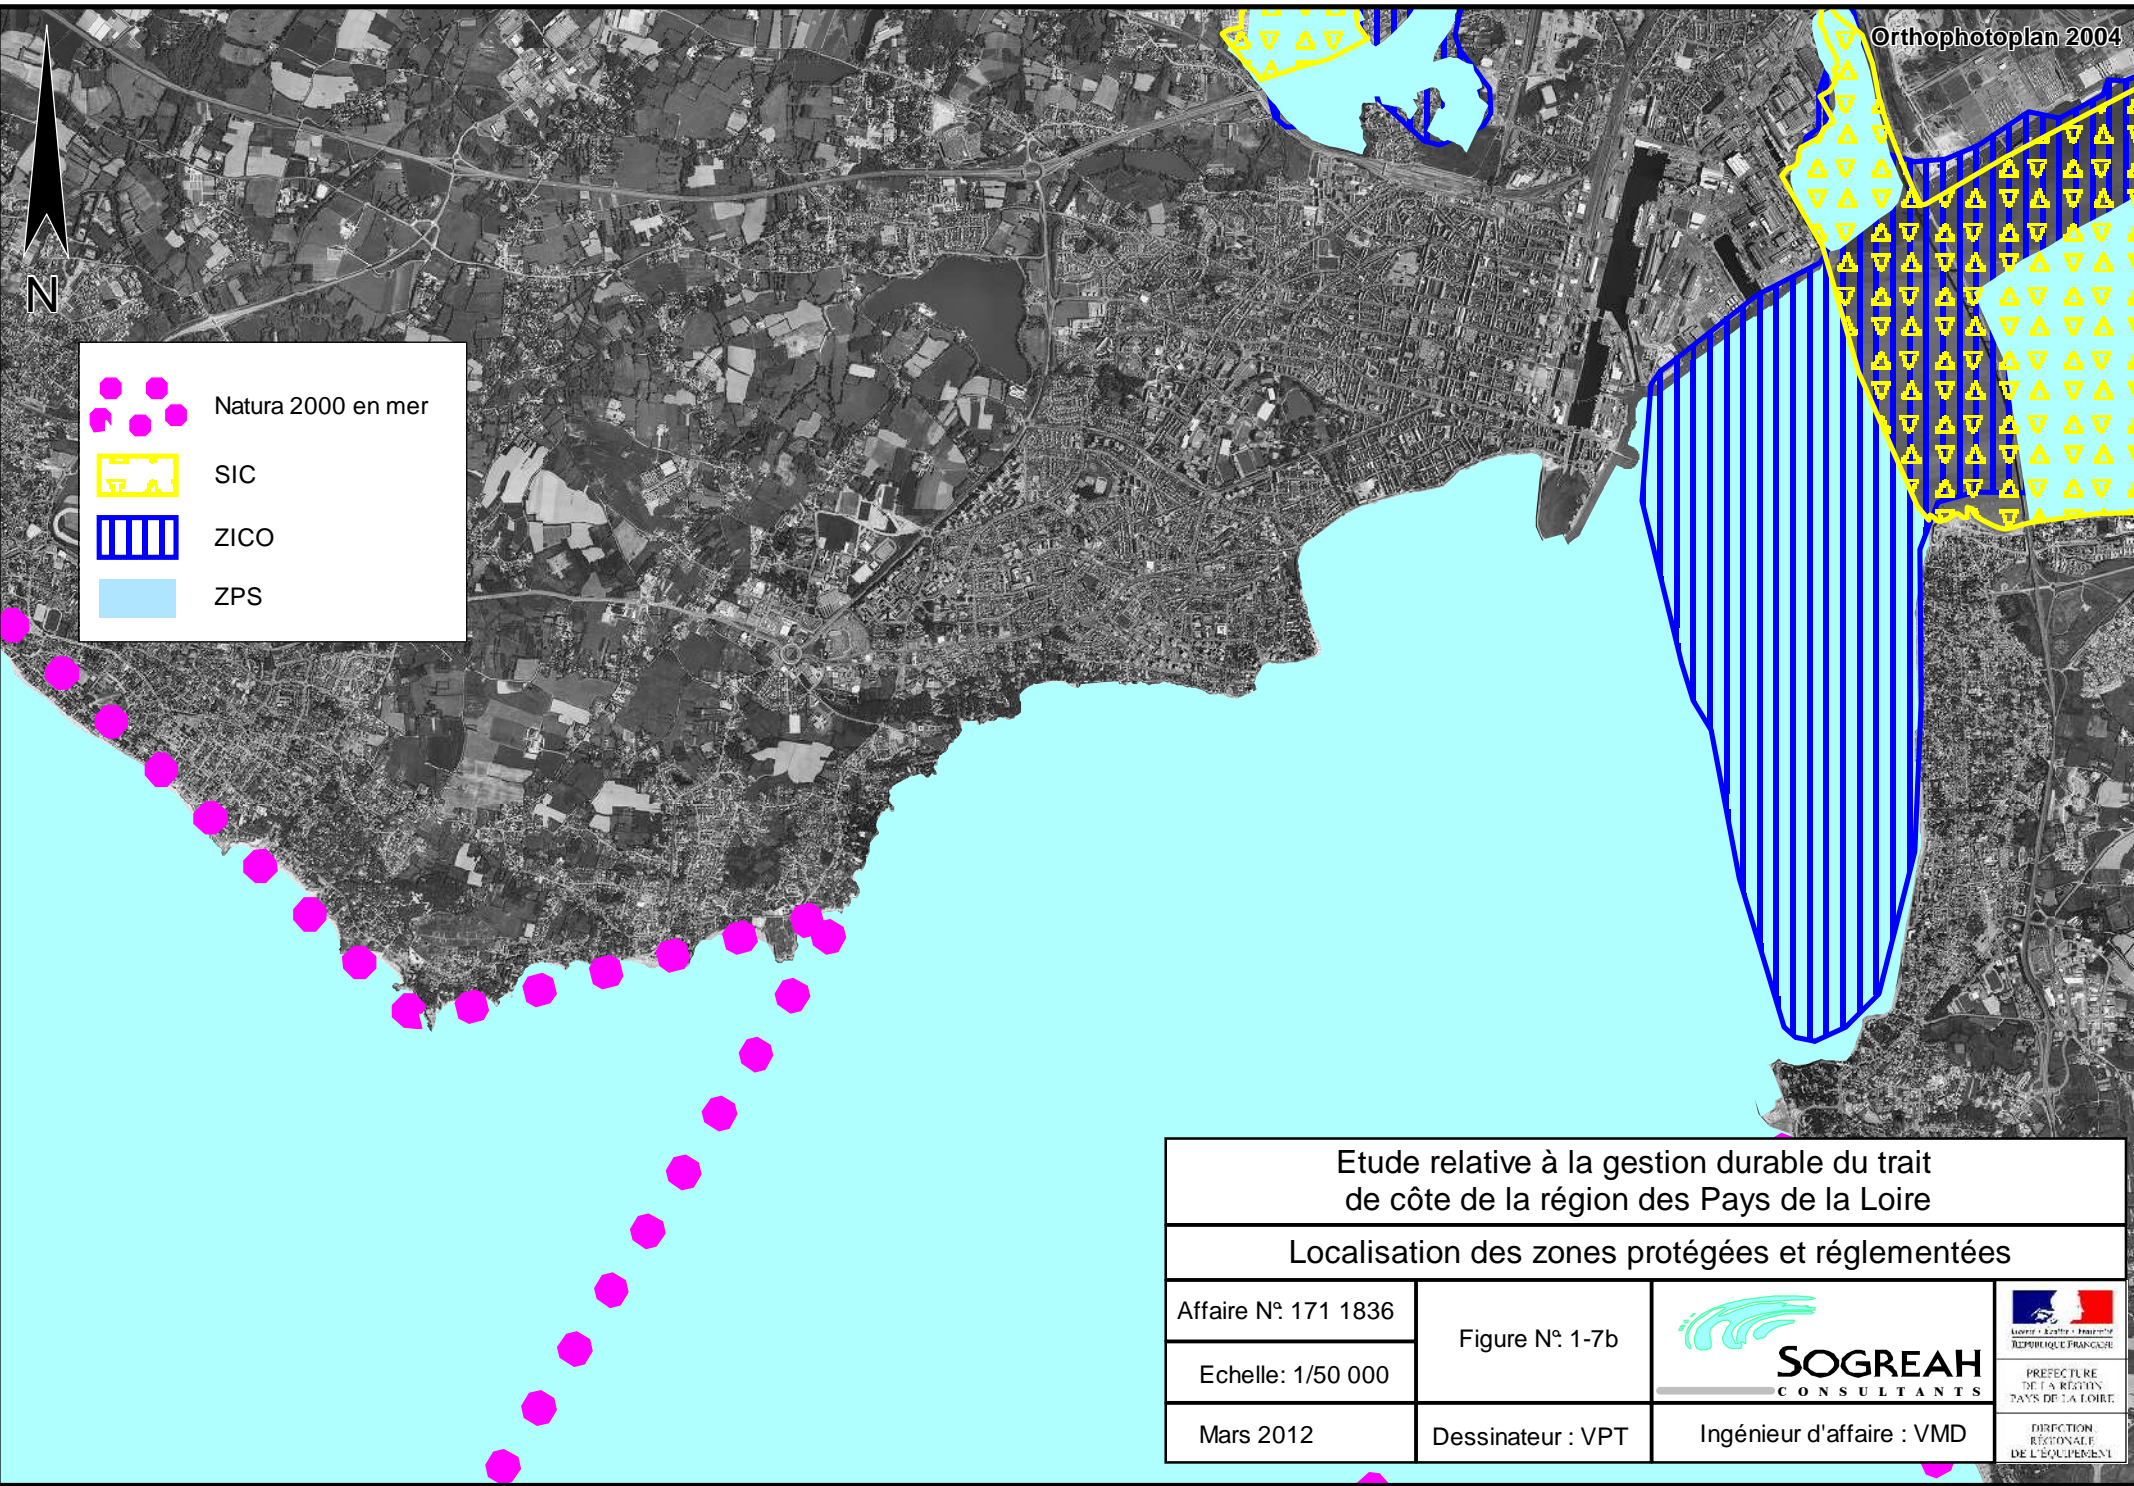 Orthophotoplan 2004
N
Natura 2000 en mer
SIC
ZICO
ZPS
Etude relative à la gestion durable du trait
de côte de la région des Pays de la Loire
Localisation des zones protégées et réglementées
Affaire N°: 171 1836
Echelle: 1/50 000
Mars 2012
Figure N°: 1-7b
Dessinateur : VPT
SOGREAH
CONSULTANTS
Ingénieur d'affaire : VMD
Liberté • Égalité • Fraternité
RÉPUBLIQUE FRANÇAISE
PREFECTURE
DE LA RÉGION
PAYS DE LA LOIRE
DIRECTION
RÉGIONALE
DE L'ÉQUIPEMENT